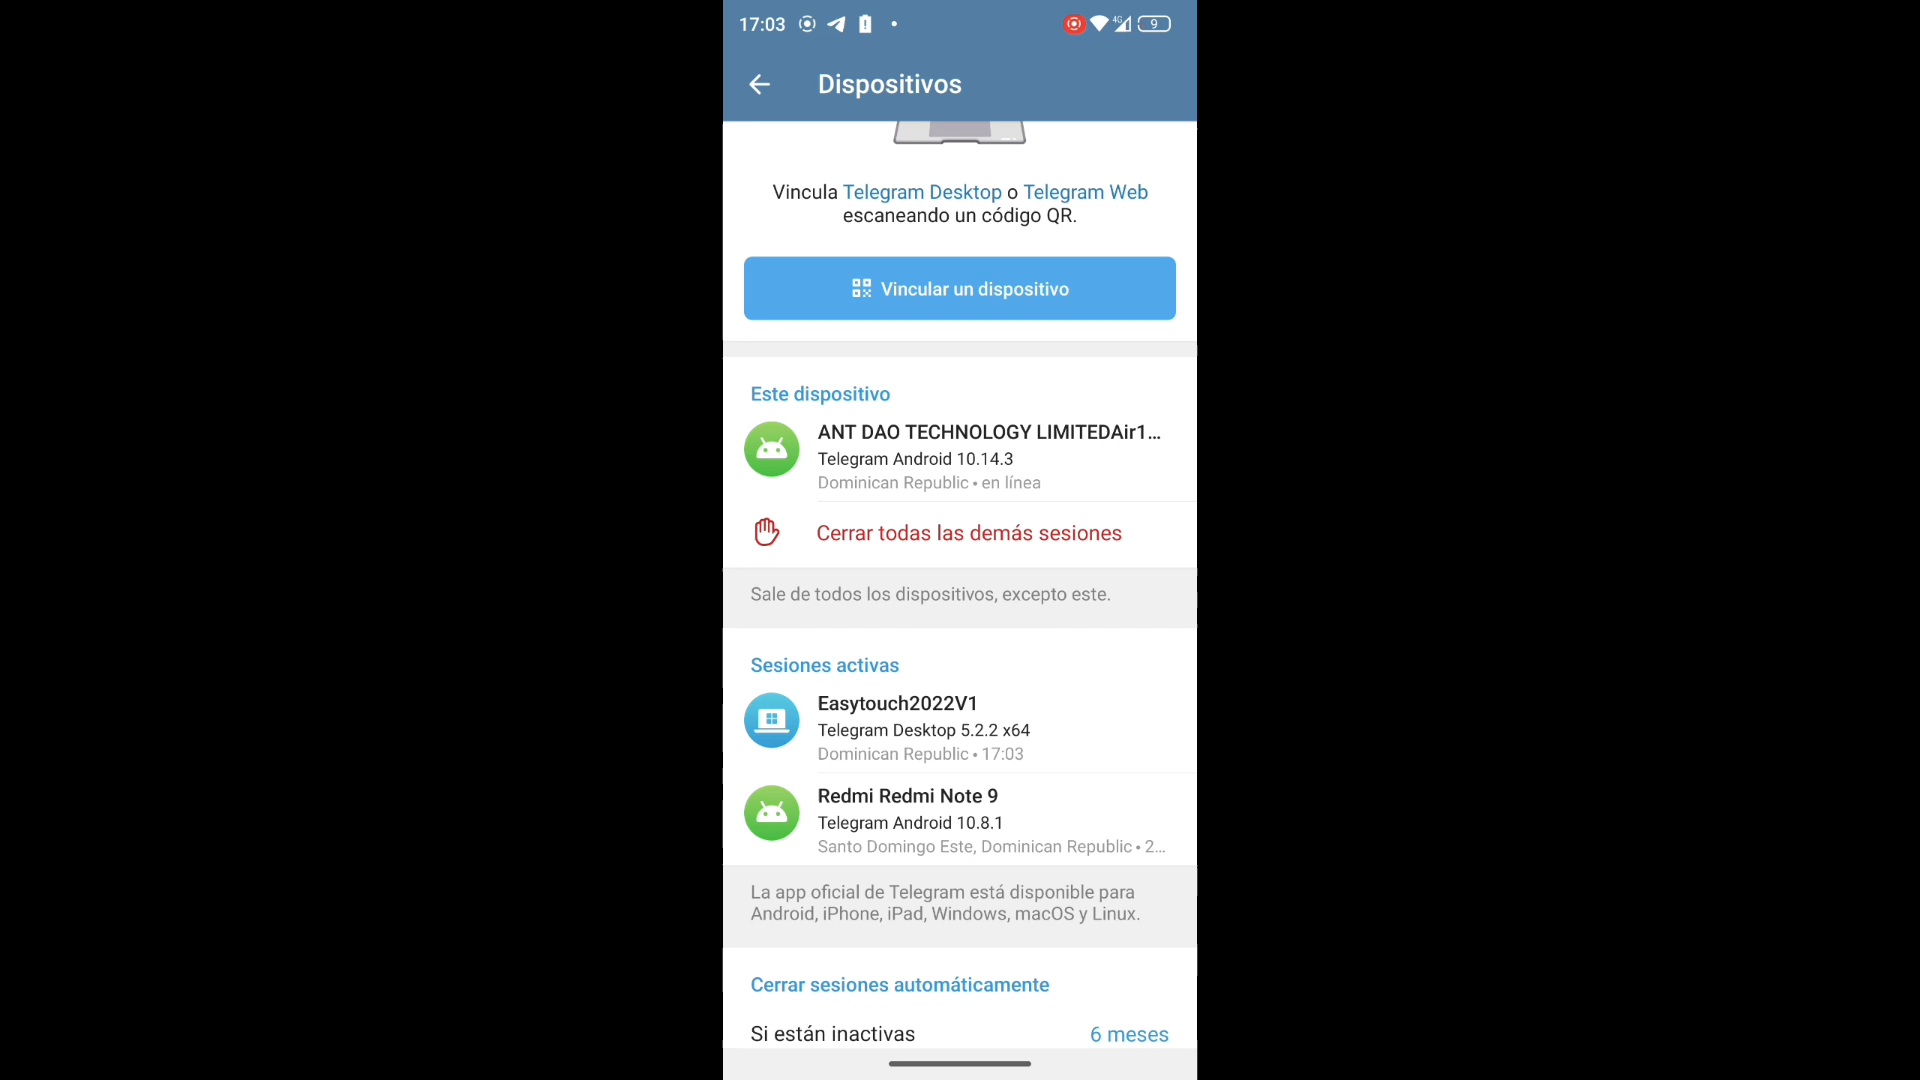 17:03
4G
9
Dispositivos
Vincula Telegram Desktop o Telegram Web
escaneando un código QR.
Vincular un dispositivo
Este dispositivo
ANT DAO TECHNOLOGY LIMITEDAir1...
Telegram Android 10.14.3
Dominican Republic • en línea
Cerrar todas las demás sesiones
Sale de todos los dispositivos, excepto este.
Sesiones activas
Easytouch2022V1
Telegram Desktop 5.2.2 x64
Dominican Republic • 17:03
Redmi Redmi Note 9
Telegram Android 10.8.1
Santo Domingo Este, Dominican Republic • 2...
La app oficial de Telegram está disponible para
Android, iPhone, iPad, Windows, macOS y Linux.
Cerrar sesiones automáticamente
Si están inactivas
6 meses